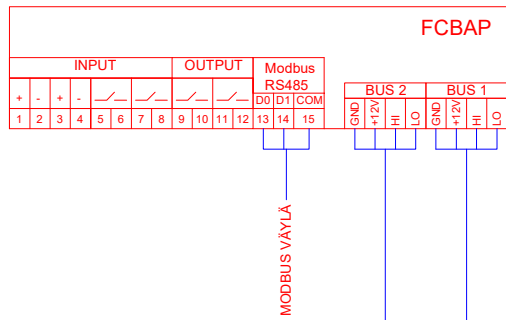 FCBAP
INPUT OUTPUT Modbus
RS485
BUS 2 BUS 1
+ - + - D0 D1 COM
GND +12V HI LO GND +12V HI LO
1 2 3 4 5 6 7 8 9 10 11 12 13 14 15
MODBUS VÄYLÄ